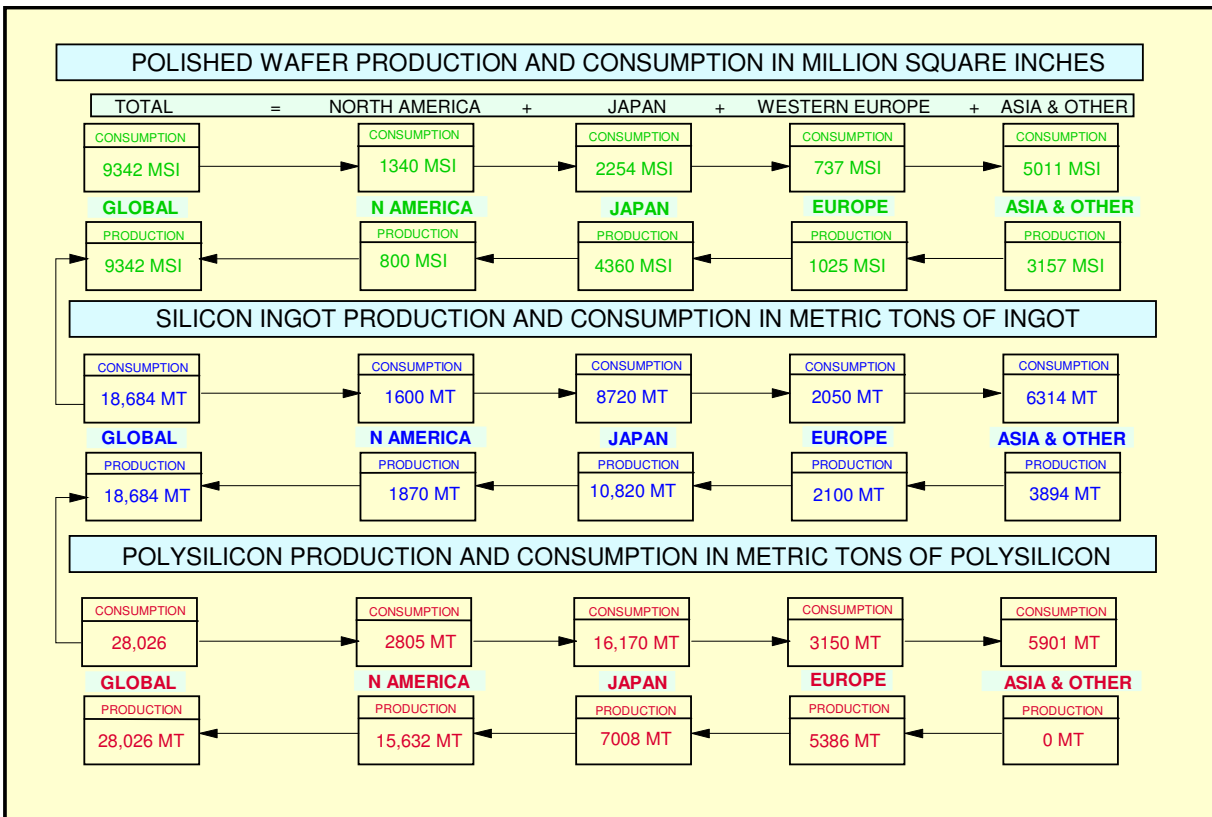 POLISHED WAFER PRODUCTION AND CONSUMPTION IN MILLION SQUARE INCHES
TOTAL = NORTH AMERICA + JAPAN + WESTERN EUROPE + ASIA & OTHER
CONSUMPTION CONSUMPTION CONSUMPTION CONSUMPTION CONSUMPTION
9342 MSI 1340 MSI 2254 MSI 737 MSI 5011 MSI
GLOBAL N AMERICA JAPAN EUROPE ASIA & OTHER
PRODUCTION PRODUCTION PRODUCTION PRODUCTION PRODUCTION
9342 MSI 800 MSI 4360 MSI 1025 MSI 3157 MSI
SILICON INGOT PRODUCTION AND CONSUMPTION IN METRIC TONS OF INGOT
CONSUMPTION CONSUMPTION CONSUMPTION CONSUMPTION CONSUMPTION
18,684 MT 1600 MT 8720 MT 2050 MT 6314 MT
GLOBAL N AMERICA JAPAN EUROPE ASIA & OTHER
PRODUCTION PRODUCTION PRODUCTION PRODUCTION PRODUCTION
18,684 MT 1870 MT 10,820 MT 2100 MT 3894 MT
POLYSILICON PRODUCTION AND CONSUMPTION IN METRIC TONS OF POLYSILICON
CONSUMPTION CONSUMPTION CONSUMPTION CONSUMPTION CONSUMPTION
28,026 2805 MT 16,170 MT 3150 MT 5901 MT
GLOBAL N AMERICA JAPAN EUROPE ASIA & OTHER
PRODUCTION PRODUCTION PRODUCTION PRODUCTION PRODUCTION
28,026 MT 15,632 MT 7008 MT 5386 MT 0 MT